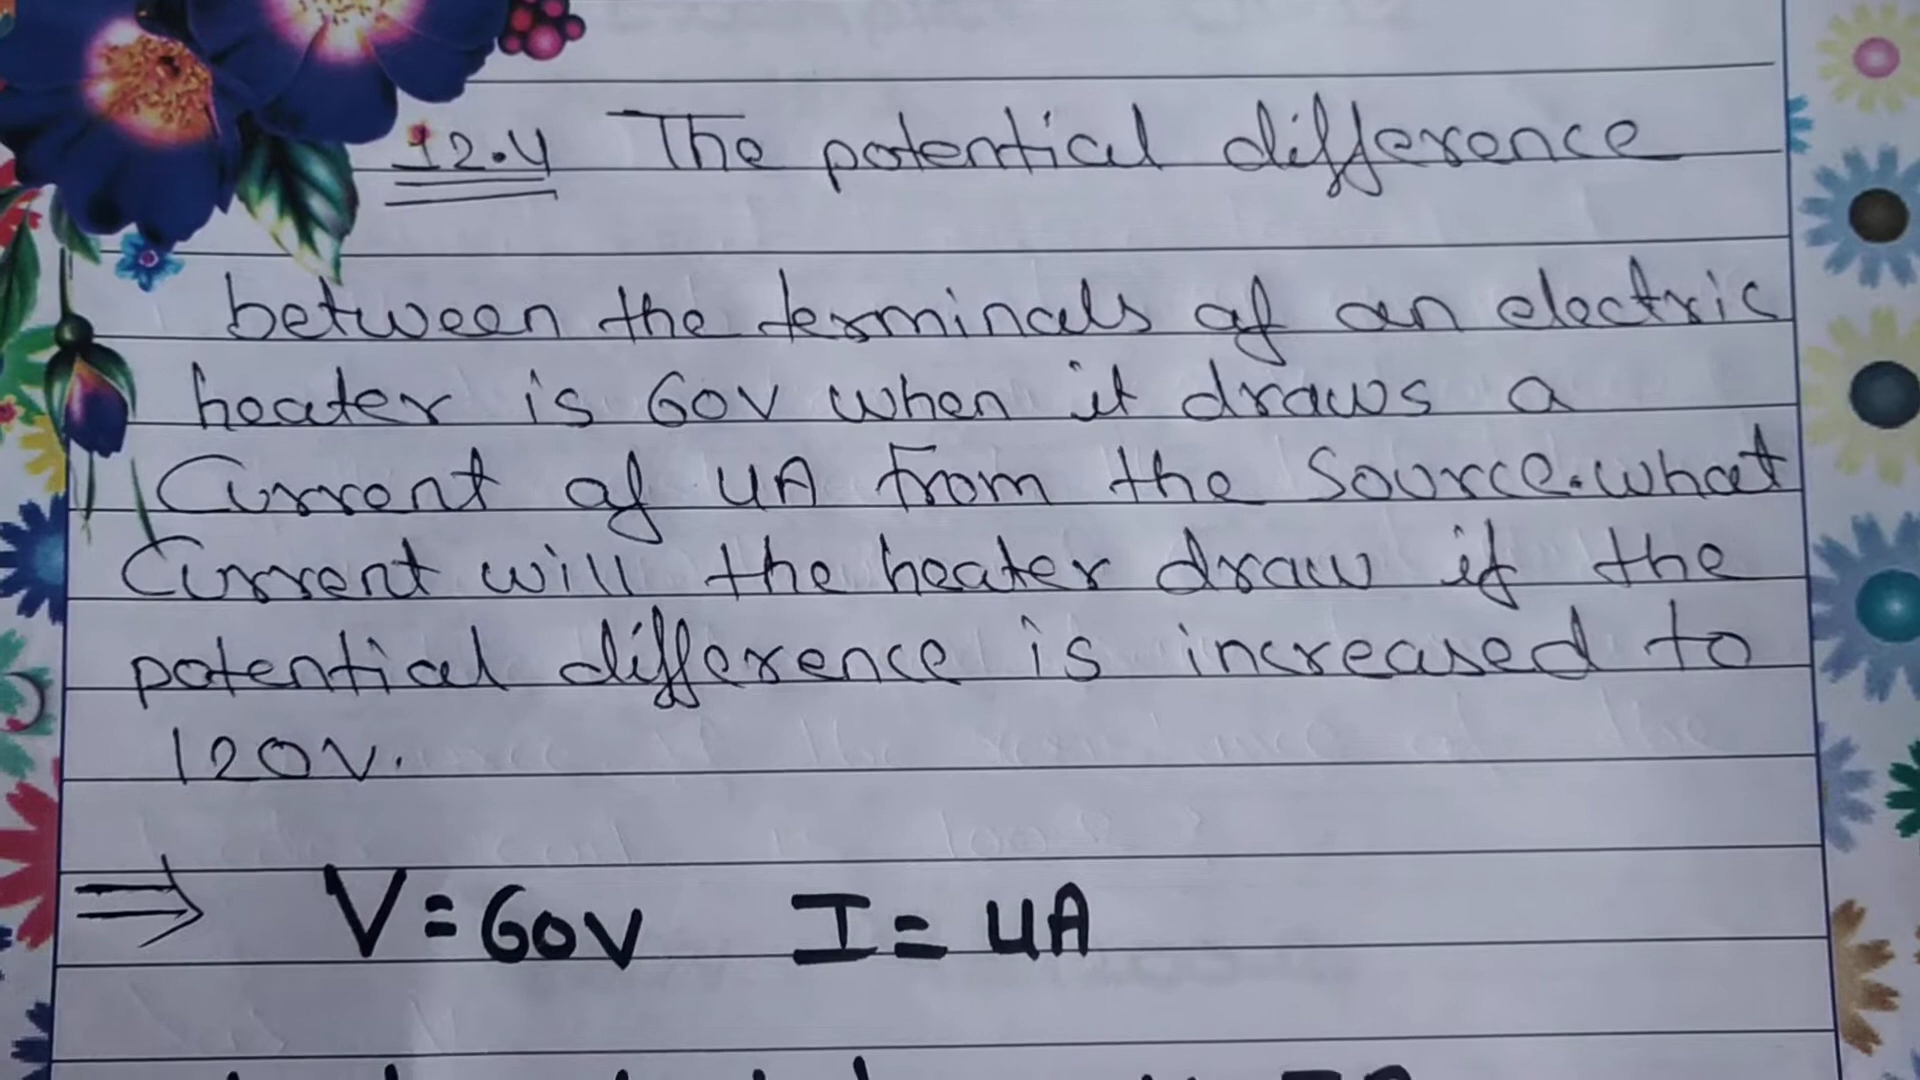 12.4 The potential difference
between the terminals of an electric
heater is 60V when it draws a
Current of 4A from the Source. what
Current will the heater draw if the
potential difference is increased to
120V.
⇒ V=60V I=4A